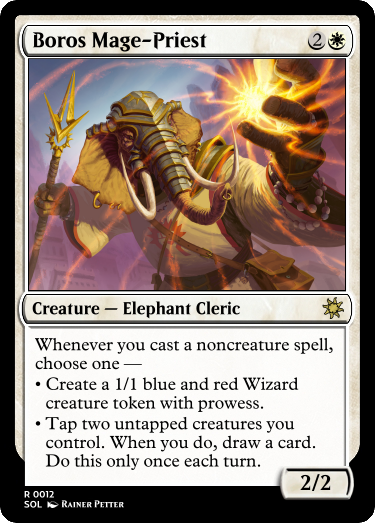 Boros Mage-Priest 2
Creature — Elephant Cleric
Whenever you cast a noncreature spell,
choose one —
• Create a 1/1 blue and red Wizard
creature token with prowess.
• Tap two untapped creatures you
control. When you do, draw a card.
Do this only once each turn.
2/2
R 0012
SOL Rainer Petter